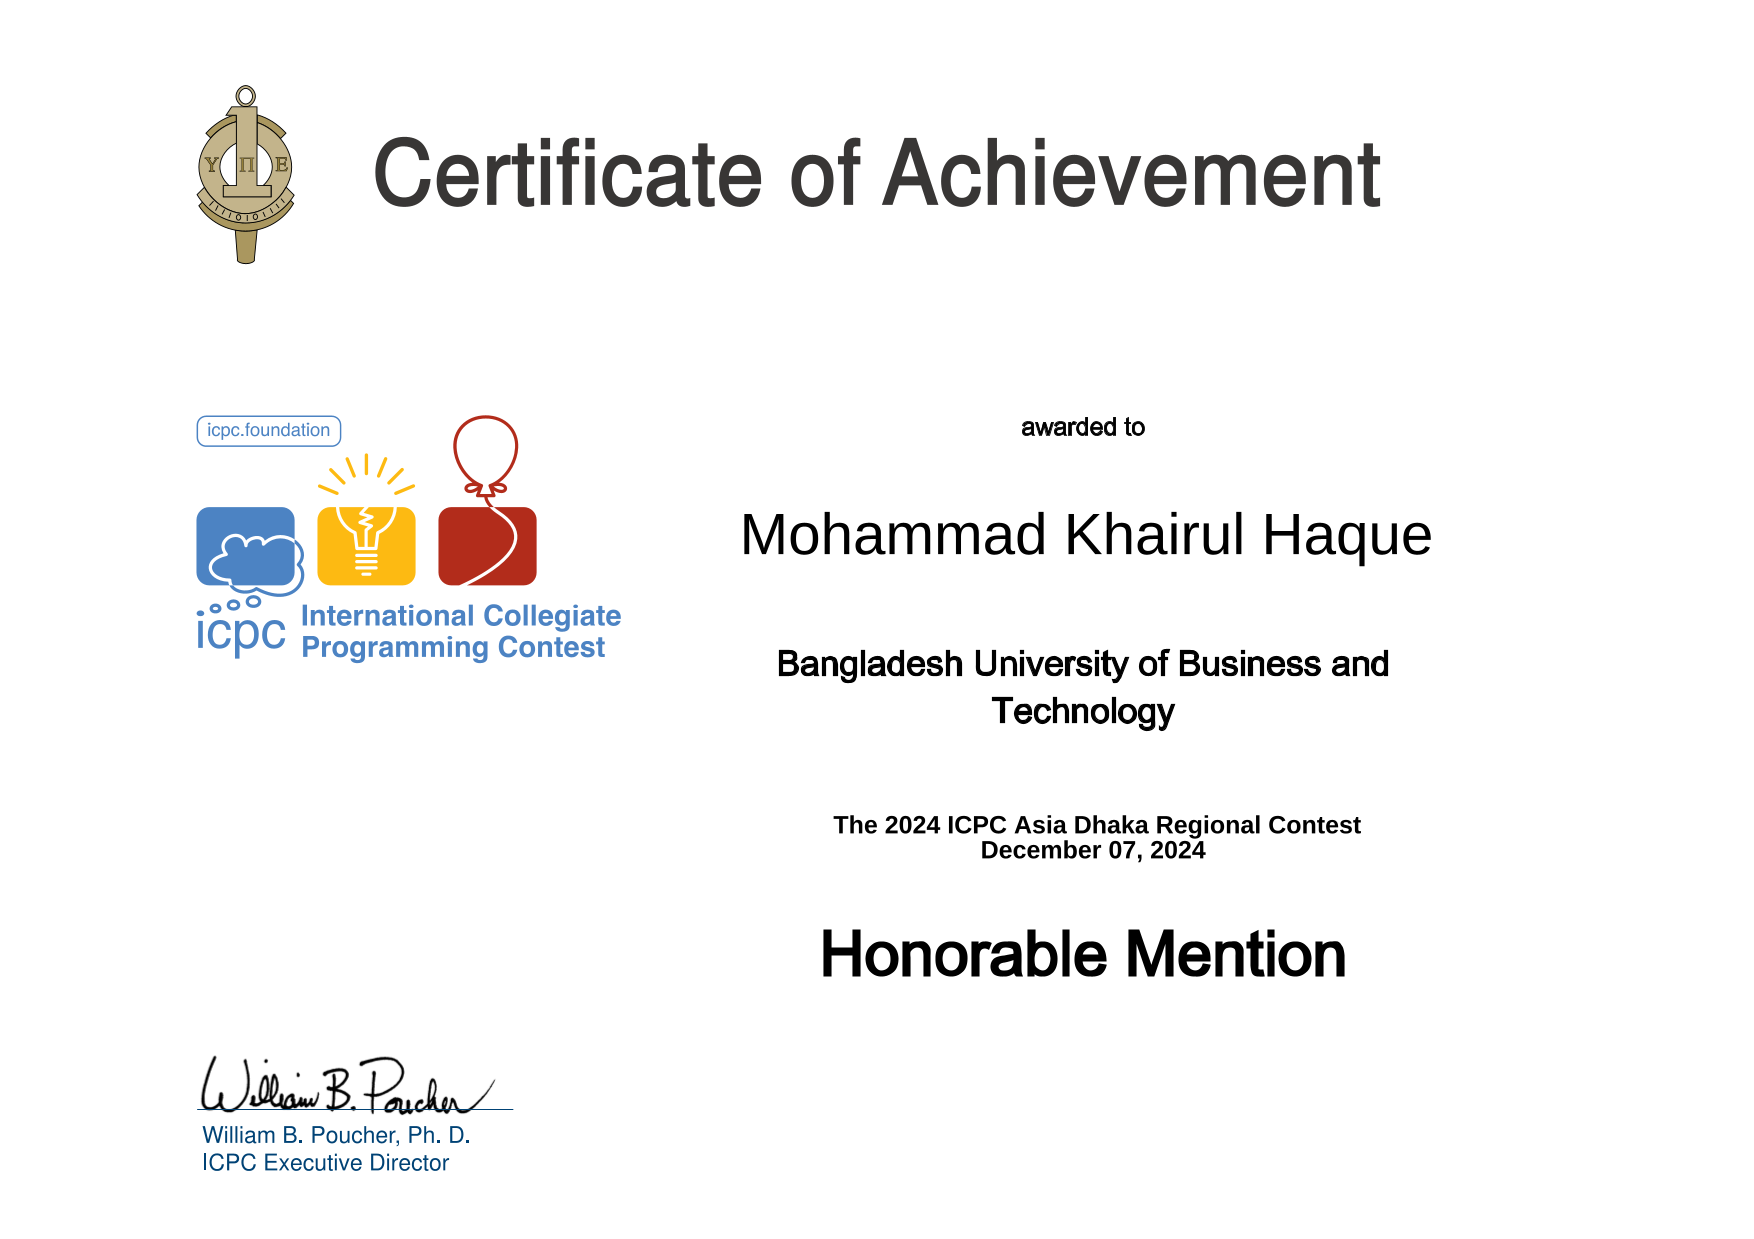 Υ Π Ε
Certificate of Achievement
icpc.foundation
icpc
International Collegiate
Programming Contest
awarded to
Mohammad Khairul Haque
Bangladesh University of Business and
Technology
The 2024 ICPC Asia Dhaka Regional Contest
December 07, 2024
Honorable Mention
William B. Poucher
William B. Poucher, Ph. D.
ICPC Executive Director